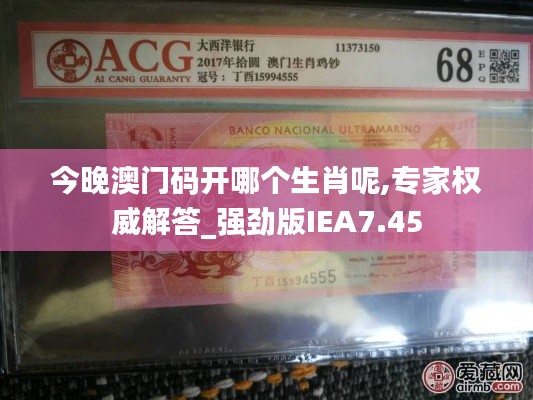 ACG
AI CANG GUARANTY
大西洋银行
11373150
2017年拾圆 澳门生肖鸡钞
冠号：丁酉15994555
68 EPQ
BANCO NACIONAL ULTRAMARINO
今晚澳门码开哪个生肖呢,专家权
威解答_强劲版IEA7.45
丁酉15994555
爱藏网
airmb.com